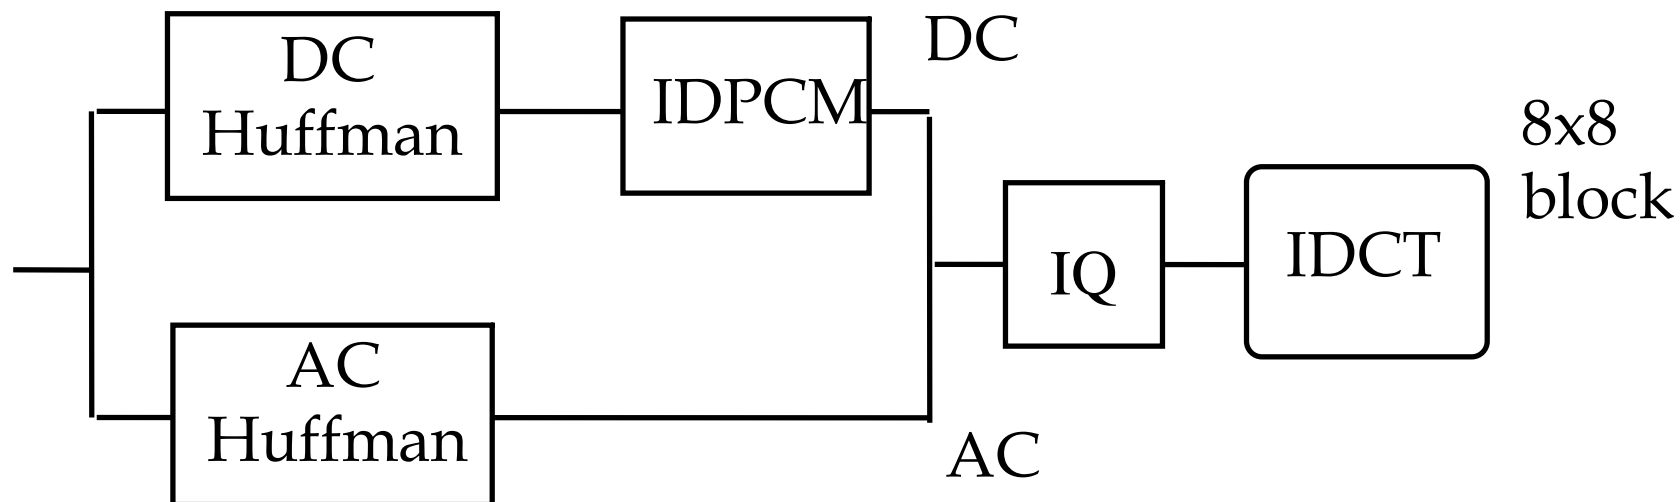 DC
Huffman
IDPCM
DC
8x8
block
IQ
IDCT
AC
Huffman
AC